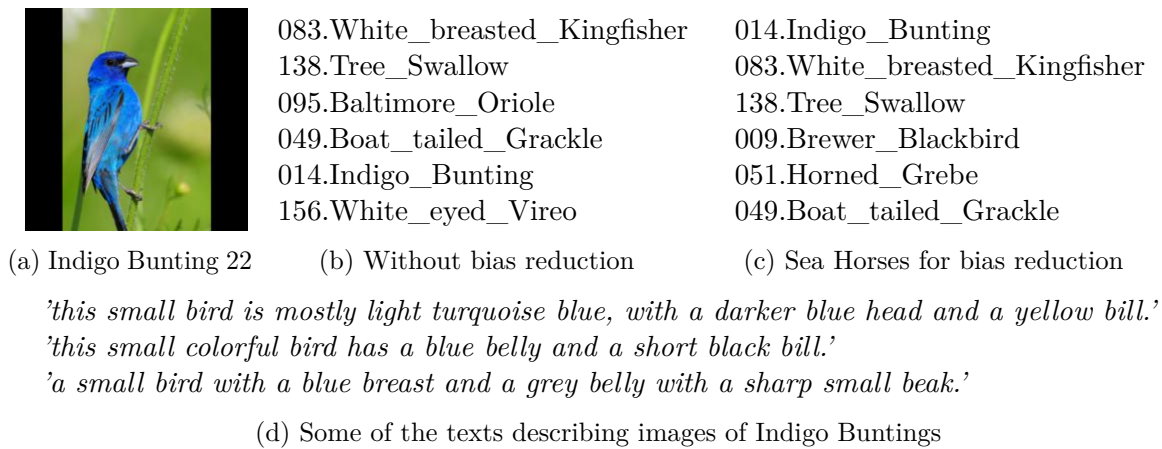 083.White_breasted_Kingfisher
138.Tree_Swallow
095.Baltimore_Oriole
049.Boat_tailed_Grackle
014.Indigo_Bunting
156.White_eyed_Vireo
014.Indigo_Bunting
083.White_breasted_Kingfisher
138.Tree_Swallow
009.Brewer_Blackbird
051.Horned_Grebe
049.Boat_tailed_Grackle
(a) Indigo Bunting 22
(b) Without bias reduction
(c) Sea Horses for bias reduction
’this small bird is mostly light turquoise blue, with a darker blue head and a yellow bill.’
’this small colorful bird has a blue belly and a short black bill.’
’a small bird with a blue breast and a grey belly with a sharp small beak.’
(d) Some of the texts describing images of Indigo Buntings